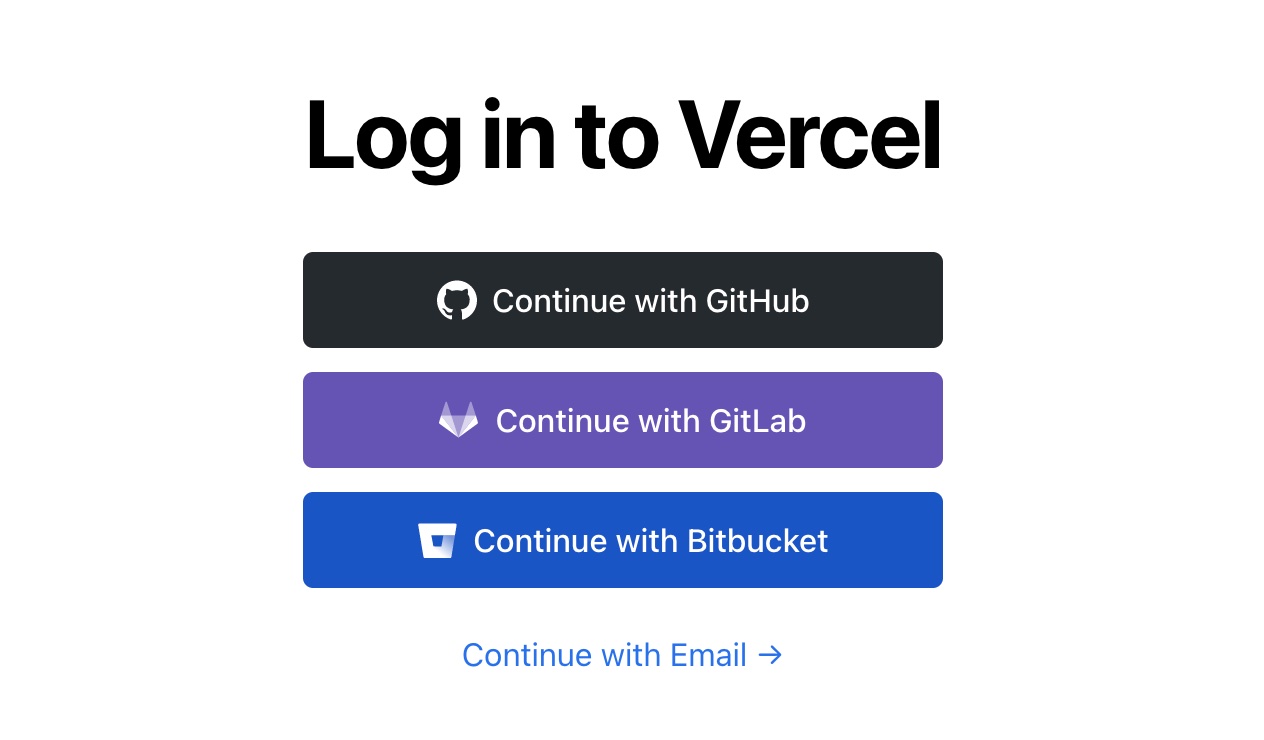 Log in to Vercel
Continue with GitHub
Continue with GitLab
Continue with Bitbucket
Continue with Email →